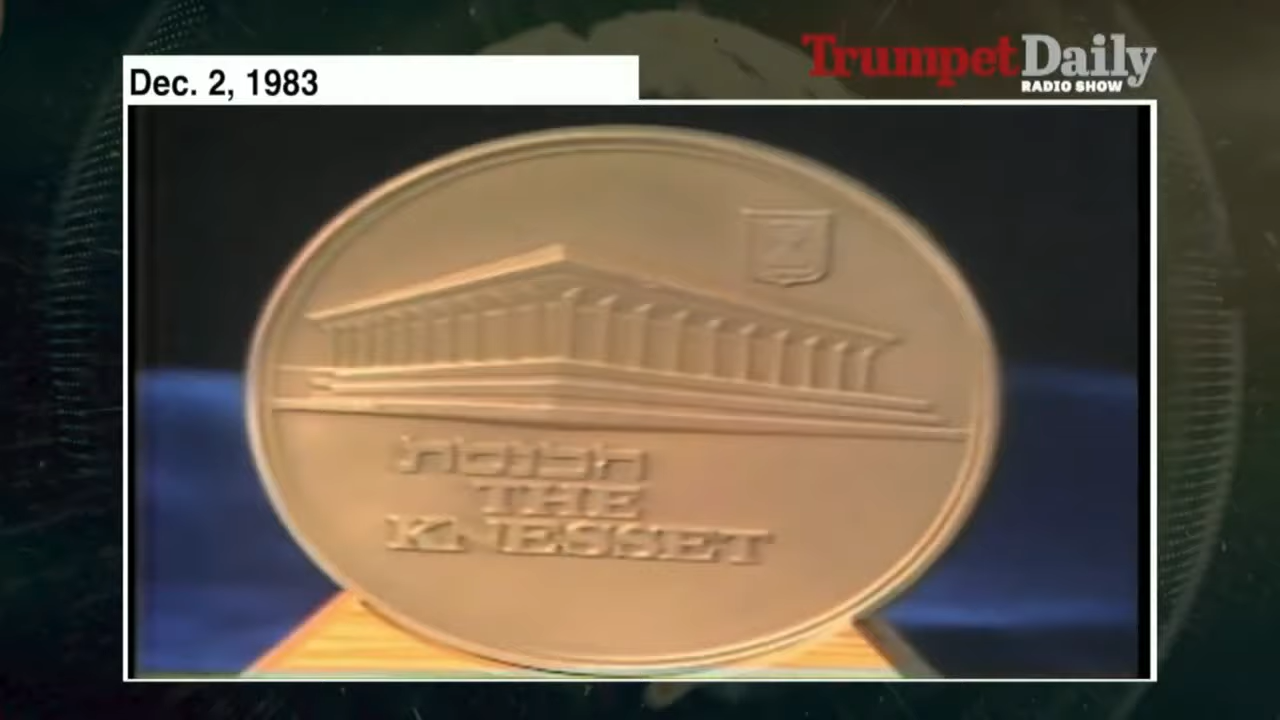 Dec. 2, 1983
TrumpetDaily
RADIO SHOW
הכנסת
THE
KNESSET